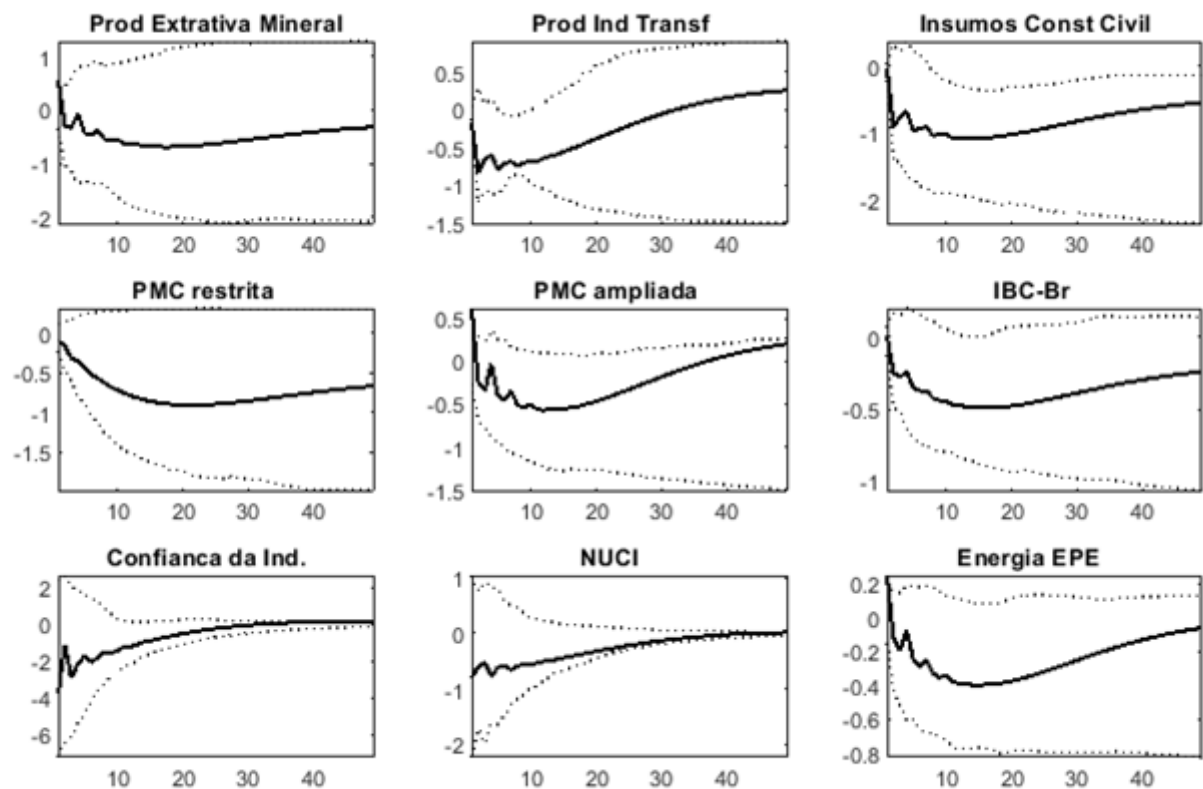 Prod Extrativa Mineral
1
0
-1
-2
10 20 30 40
Prod Ind Transf
0.5
0
-0.5
-1
-1.5
10 20 30 40
Insumos Const Civil
0
-1
-2
10 20 30 40
PMC restrita
0
-0.5
-1
-1.5
10 20 30 40
PMC ampliada
0.5
0
-0.5
-1
-1.5
10 20 30 40
IBC-Br
0
-0.5
-1
10 20 30 40
Confianca da Ind.
2
0
-2
-4
-6
10 20 30 40
NUCI
1
0
-1
-2
10 20 30 40
Energia EPE
0.2
0
-0.2
-0.4
-0.6
-0.8
10 20 30 40